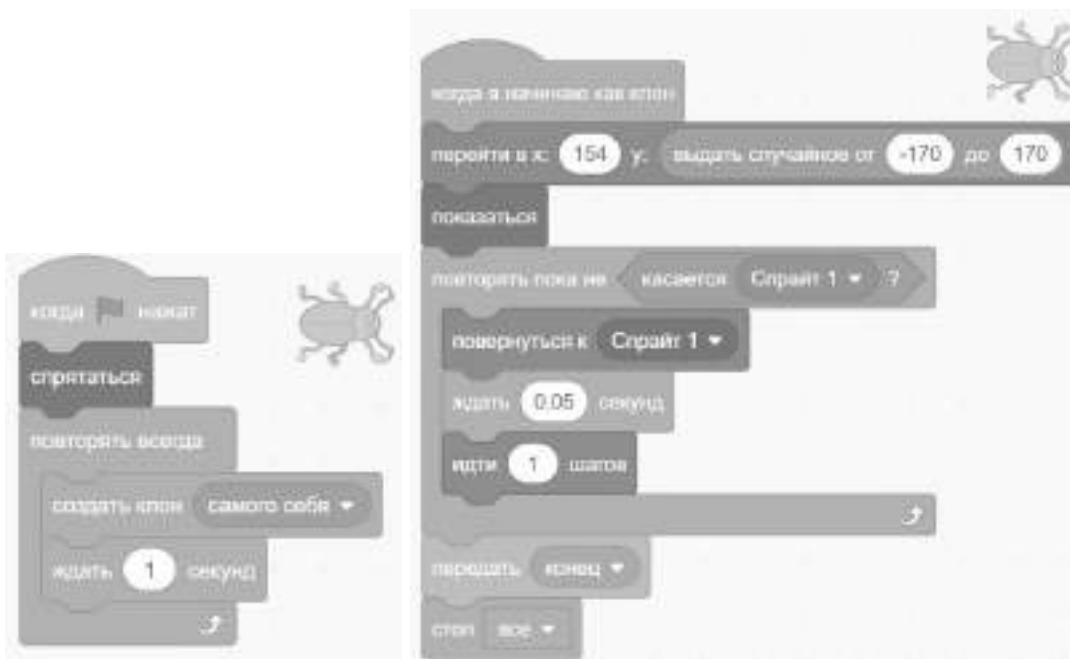 когда нажат
спрятаться
повторять всегда
создать клон самого себя
ждать 1 секунд
когда я начинаю как клон
перейти в x: 154 y: выдать случайное от -170 до 170
показаться
повторять пока не касается Спрайт 1 ?
повернуться к Спрайт 1
ждать 0,05 секунд
идти 1 шагов
передать конец
стоп все